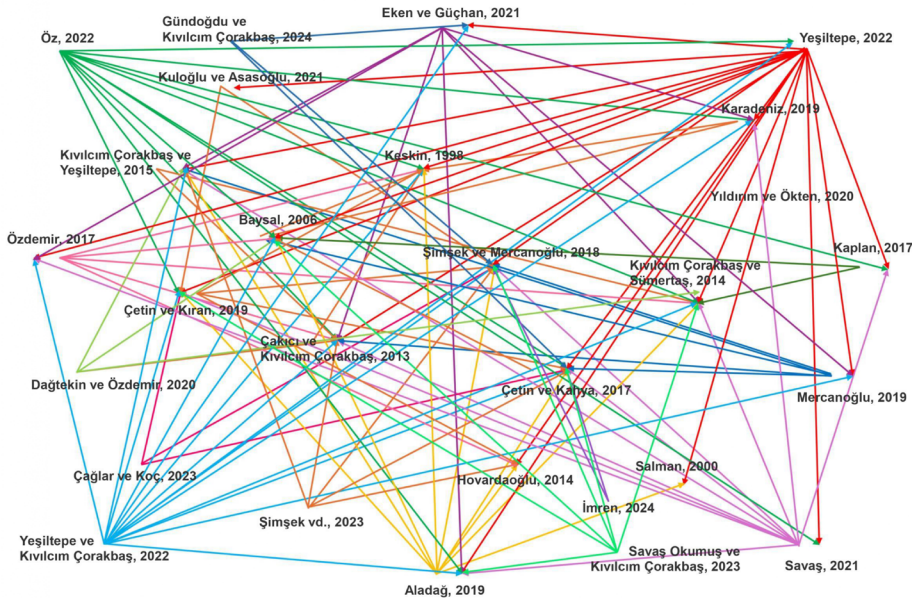 Eken ve Güçhan, 2021
Gündoğdu ve
Kıvılcım Çorakbaş, 2024
Öz, 2022
Yeşiltepe, 2022
Kuloğlu ve Asasoğlu, 2021
Karadeniz, 2019
Kıvılcım Çorakbaş ve
Yeşiltepe, 2015
Keskin, 1998
Yıldırım ve Ökten, 2020
Baysal, 2006
Özdemir, 2017
Şimşek ve Mercanoğlu, 2018
Kaplan, 2017
Kıvılcım Çorakbaş ve
Sümertaş, 2014
Çetin ve Kıran, 2019
Çakıcı ve
Kıvılcım Çorakbaş, 2013
Dağtekin ve Özdemir, 2020
Çetin ve Kahya, 2017
Mercanoğlu, 2019
Çağlar ve Koç, 2023
Hovardaoğlu, 2014
Salman, 2000
İmren, 2024
Şimşek vd., 2023
Yeşiltepe ve
Kıvılcım Çorakbaş, 2022
Savaş Okumuş ve
Kıvılcım Çorakbaş, 2023
Savaş, 2021
Aladağ, 2019